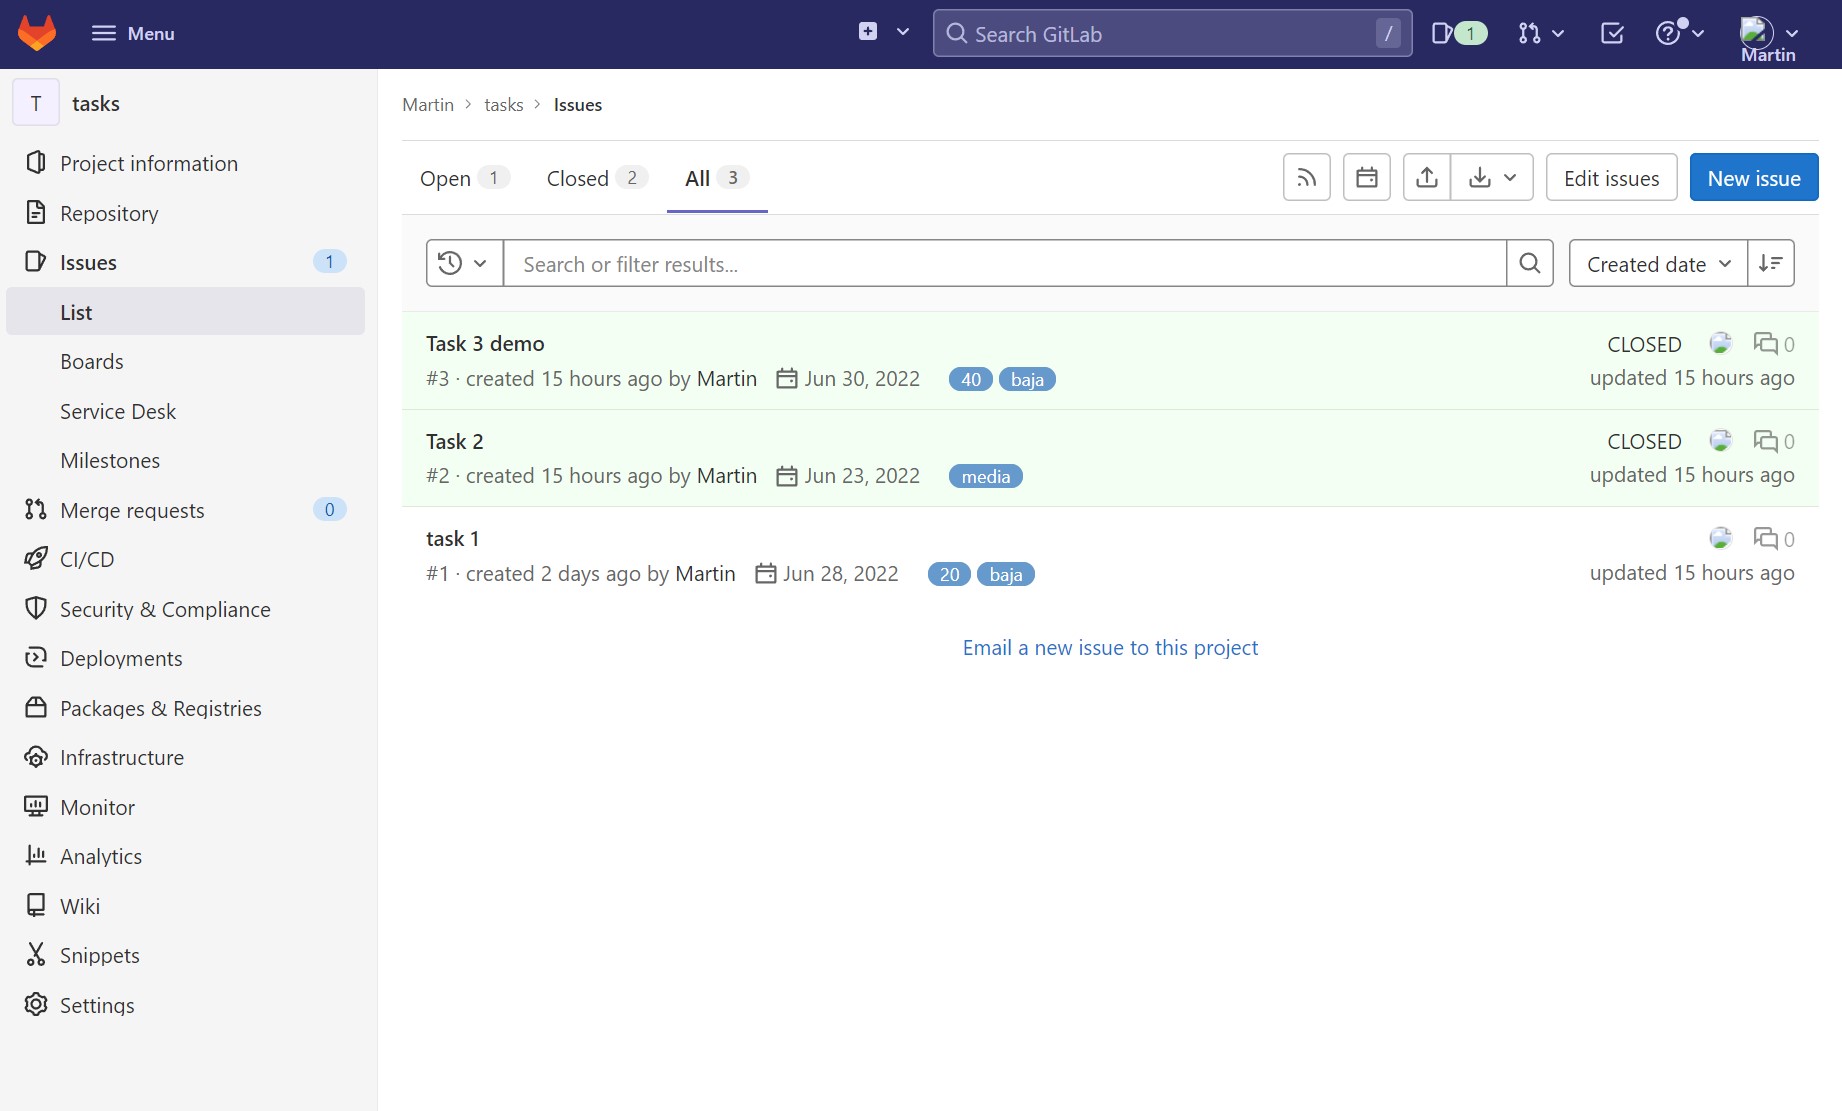 Menu
Search GitLab
/
1
Martin
T
tasks
Project information
Repository
Issues 1
List
Boards
Service Desk
Milestones
Merge requests 0
CI/CD
Security & Compliance
Deployments
Packages & Registries
Infrastructure
Monitor
Analytics
Wiki
Snippets
Settings
Martin > tasks > Issues
Open 1 Closed 2 All 3
Edit issues
New issue
Search or filter results...
Created date
Task 3 demo
CLOSED 0
#3 · created 15 hours ago by Martin Jun 30, 2022 40 baja
updated 15 hours ago
Task 2
CLOSED 0
#2 · created 15 hours ago by Martin Jun 23, 2022 media
updated 15 hours ago
task 1
0
#1 · created 2 days ago by Martin Jun 28, 2022 20 baja
updated 15 hours ago
Email a new issue to this project